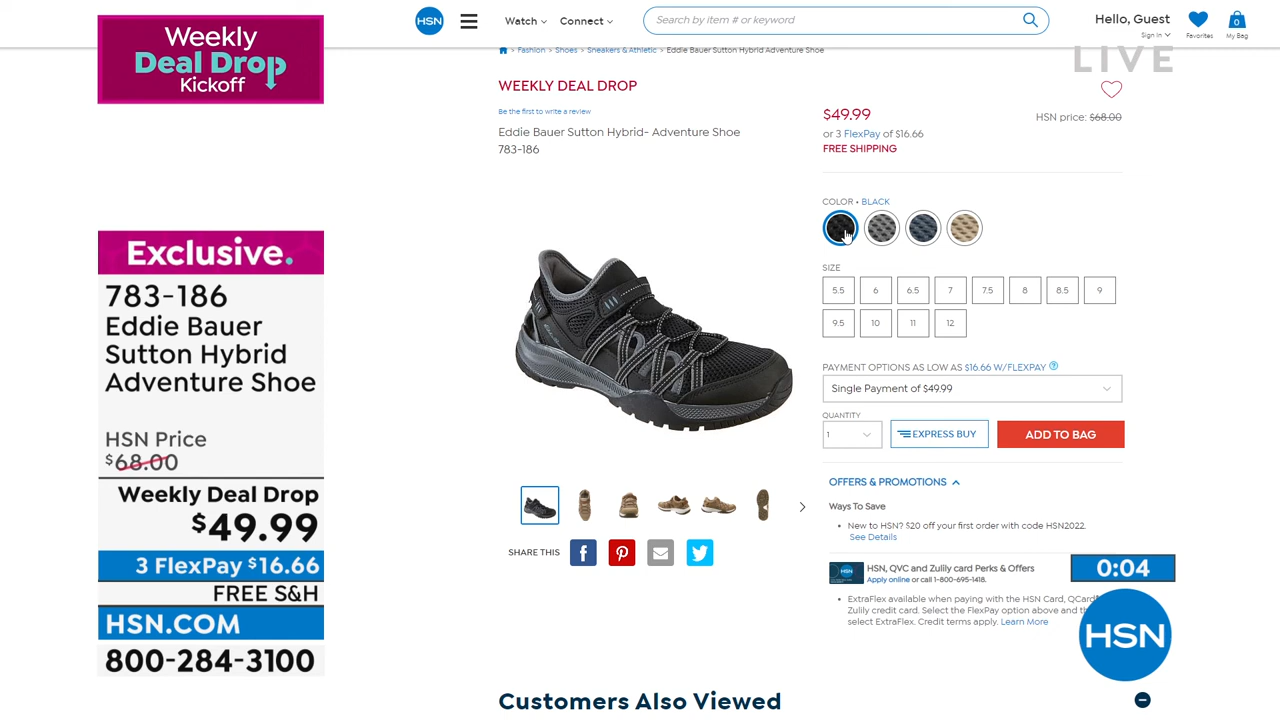 Weekly
Deal Drop
Kickoff
HSN
Watch
Connect
Search by item # or keyword
Hello, Guest
Sign In
Favorites
0
My Bag
LIVE
Fashion > Shoes > Sneakers & Athletic > Eddie Bauer Sutton Hybrid Adventure Shoe
WEEKLY DEAL DROP
Be the first to write a review
Eddie Bauer Sutton Hybrid- Adventure Shoe
783-186
$49.99
HSN price: $68.00
or 3 FlexPay of $16.66
FREE SHIPPING
COLOR • BLACK
SIZE
5.5 6 6.5 7 7.5 8 8.5 9
9.5 10 11 12
PAYMENT OPTIONS AS LOW AS $16.66 W/FLEXPAY ?
Single Payment of $49.99
QUANTITY
1
EXPRESS BUY
ADD TO BAG
OFFERS & PROMOTIONS
Ways To Save
• New to HSN? $20 off your first order with code HSN2022.
See Details
HSN, QVC and Zulily card Perks & Offers
Apply online or call 1-800-695-1418.
• ExtraFlex available when paying with the HSN Card, QCard
Zulily credit card. Select the FlexPay option above and
select ExtraFlex. Credit terms apply. Learn More
SHARE THIS
Exclusive.
783-186
Eddie Bauer
Sutton Hybrid
Adventure Shoe
HSN Price
$68.00
Weekly Deal Drop
$49.99
3 FlexPay $16.66
FREE S&H
HSN.COM
800-284-3100
0:04
HSN
Customers Also Viewed